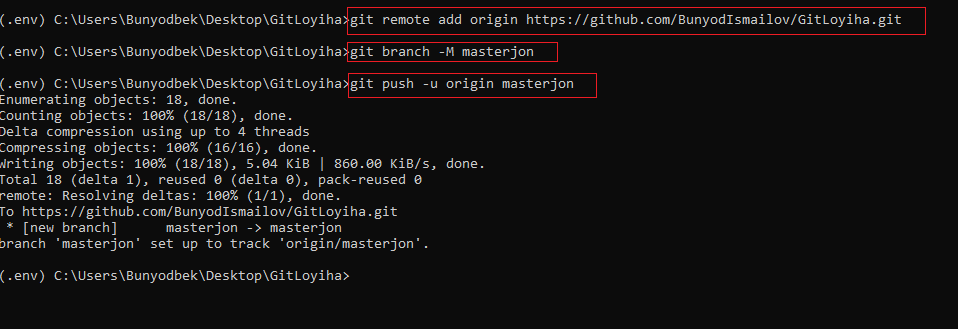 (.env) C:\Users\Bunyodbek\Desktop\GitLoyiha>git remote add origin https://github.com/BunyodIsmailov/GitLoyiha.git
(.env) C:\Users\Bunyodbek\Desktop\GitLoyiha>git branch -M masterjon
(.env) C:\Users\Bunyodbek\Desktop\GitLoyiha>git push -u origin masterjon
Enumerating objects: 18, done.
Counting objects: 100% (18/18), done.
Delta compression using up to 4 threads
Compressing objects: 100% (16/16), done.
Writing objects: 100% (18/18), 5.04 KiB | 860.00 KiB/s, done.
Total 18 (delta 1), reused 0 (delta 0), pack-reused 0
remote: Resolving deltas: 100% (1/1), done.
To https://github.com/BunyodIsmailov/GitLoyiha.git
 * [new branch]      masterjon -> masterjon
branch 'masterjon' set up to track 'origin/masterjon'.
(.env) C:\Users\Bunyodbek\Desktop\GitLoyiha>